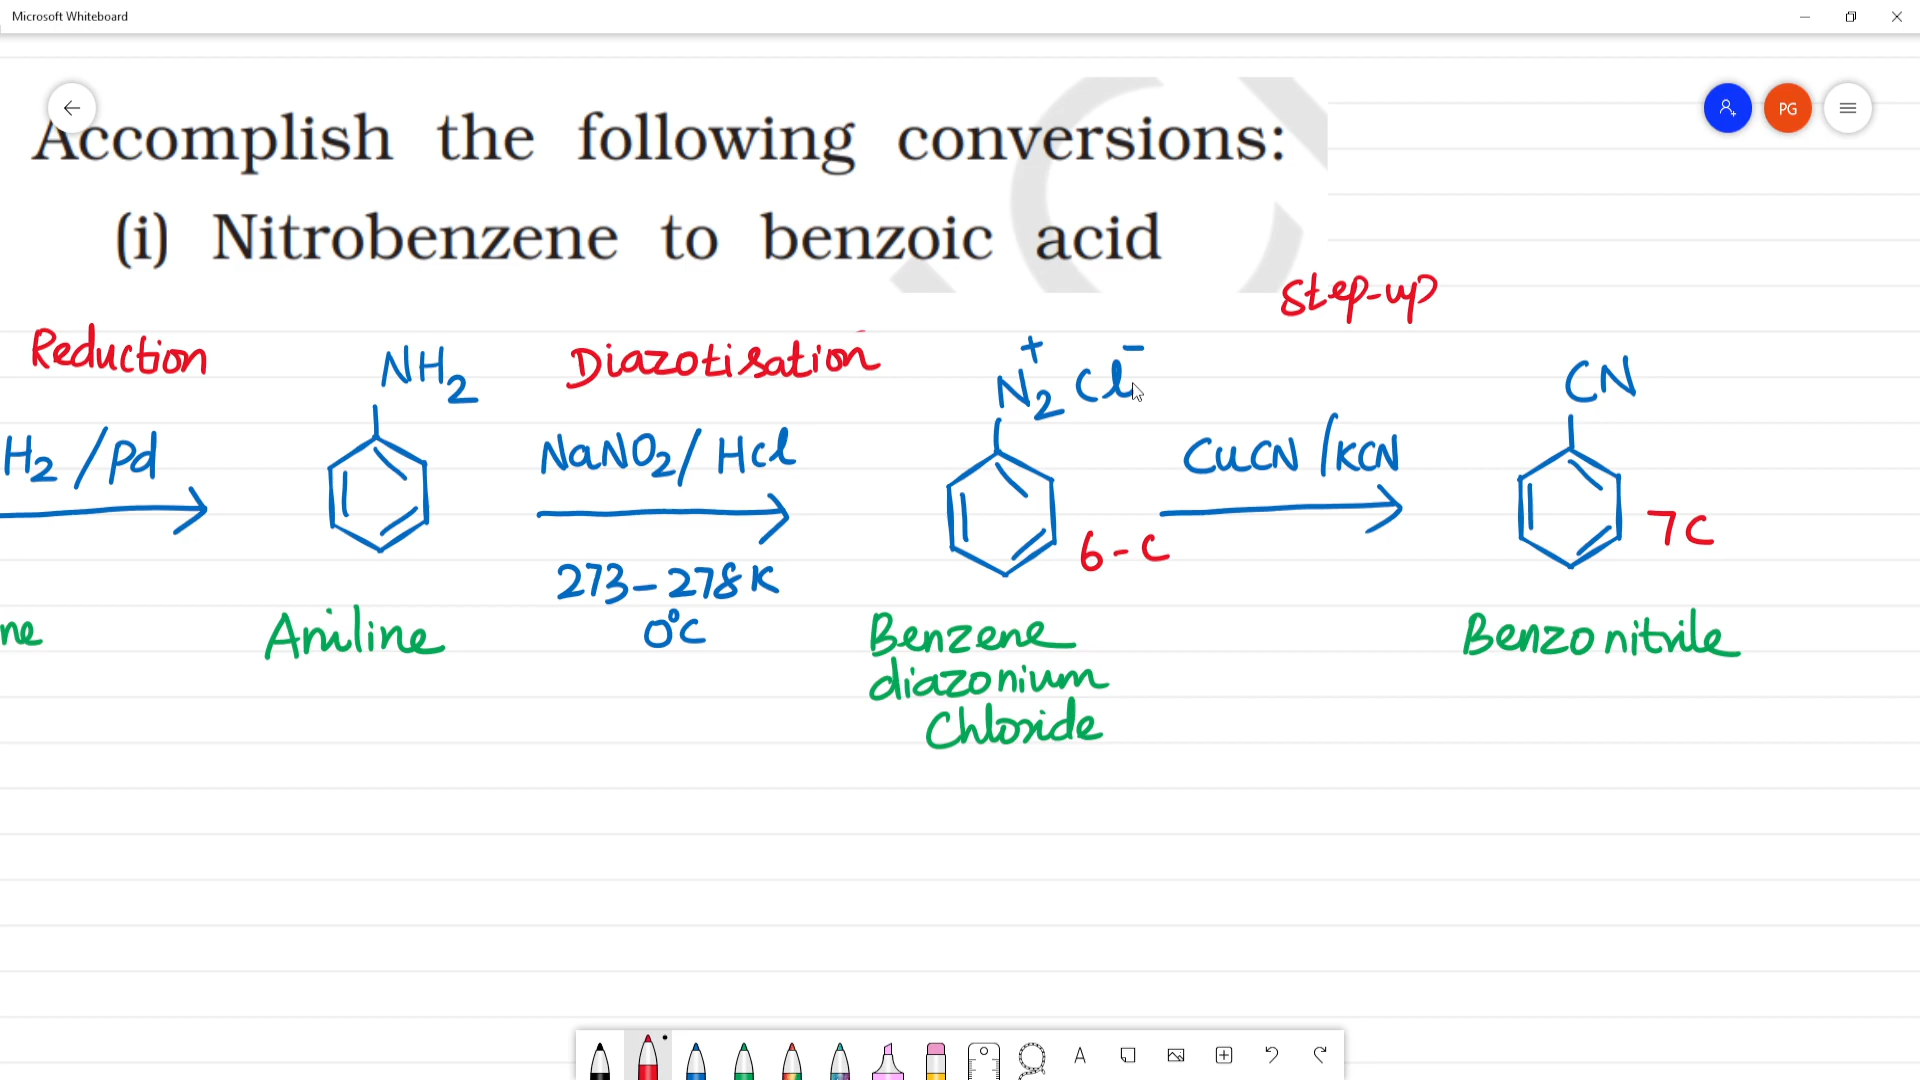 Microsoft Whiteboard
PG
Accomplish the following conversions:
(i) Nitrobenzene to benzoic acid
Step-up
Reduction
NH2
Diazotisation
N2+ Cl-
CN
H2 /Pd
NaNO2/ HCl
CuCN /KCN
6-C
7C
273-278K
0°C
ne
Aniline
Benzene
diazonium
Chloride
Benzonitrile
A